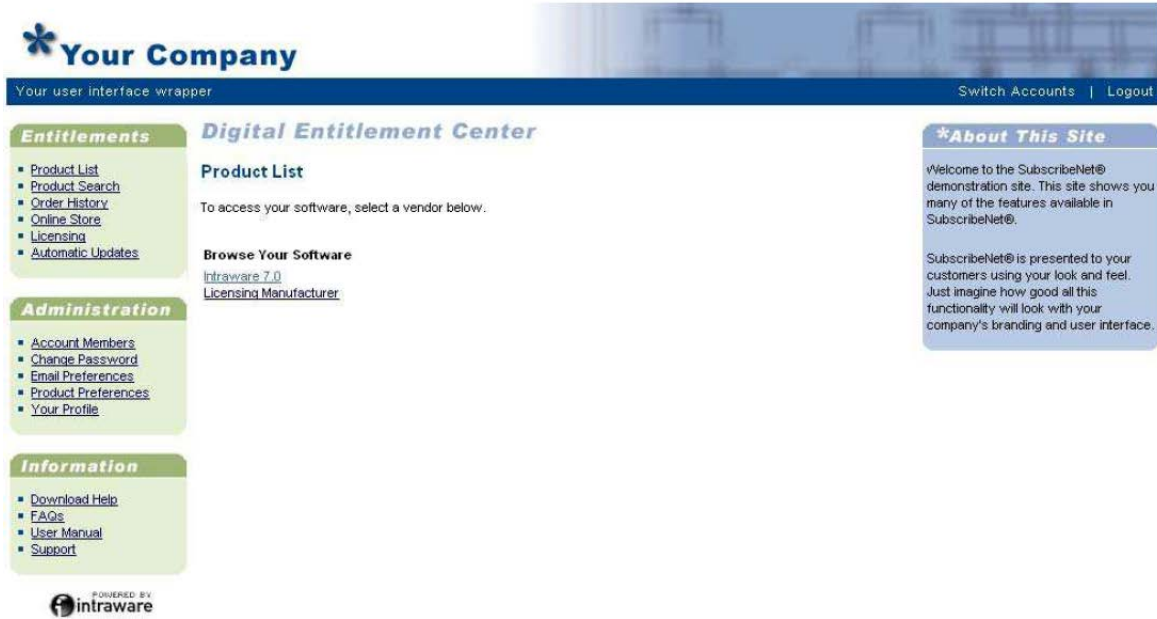 *Your Company
Your user interface wrapper
Switch Accounts | Logout
Entitlements
Product List
Product Search
Order History
Online Store
Licensing
Automatic Updates
Administration
Account Members
Change Password
Email Preferences
Product Preferences
Your Profile
Information
Download Help
FAQs
User Manual
Support
POWERED BY
intraware
Digital Entitlement Center
Product List
To access your software, select a vendor below.
Browse Your Software
Intraware 7.0
Licensing Manufacturer
*About This Site
Welcome to the SubscribeNet®
demonstration site. This site shows you
many of the features available in
SubscribeNet®.
SubscribeNet® is presented to your
customers using your look and feel.
Just imagine how good all this
functionality will look with your
company's branding and user interface.